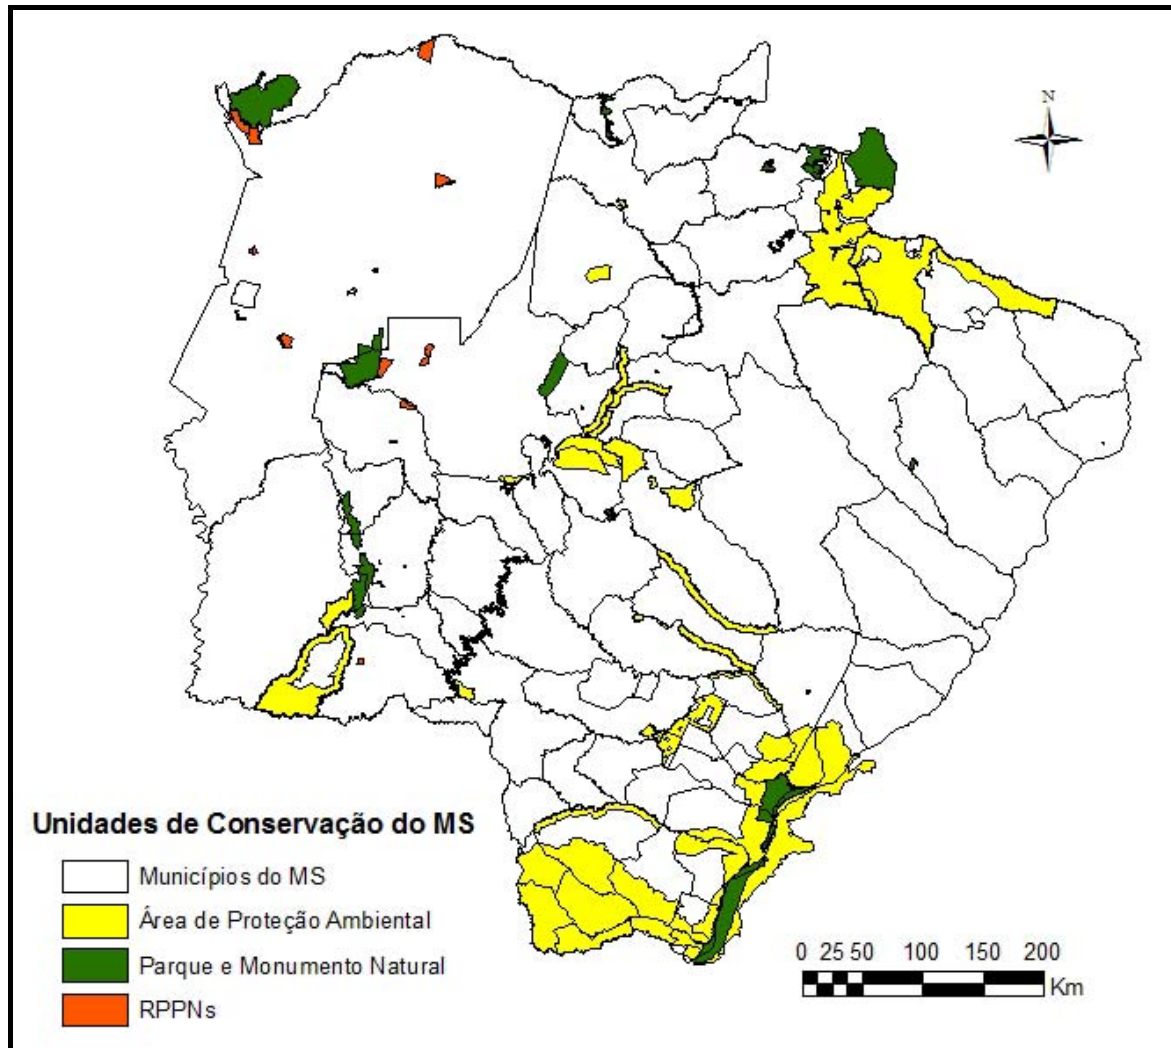 N
Unidades de Conservação do MS
Municípios do MS
Área de Proteção Ambiental
Parque e Monumento Natural
RPPNs
0 25 50 100 150 200
Km